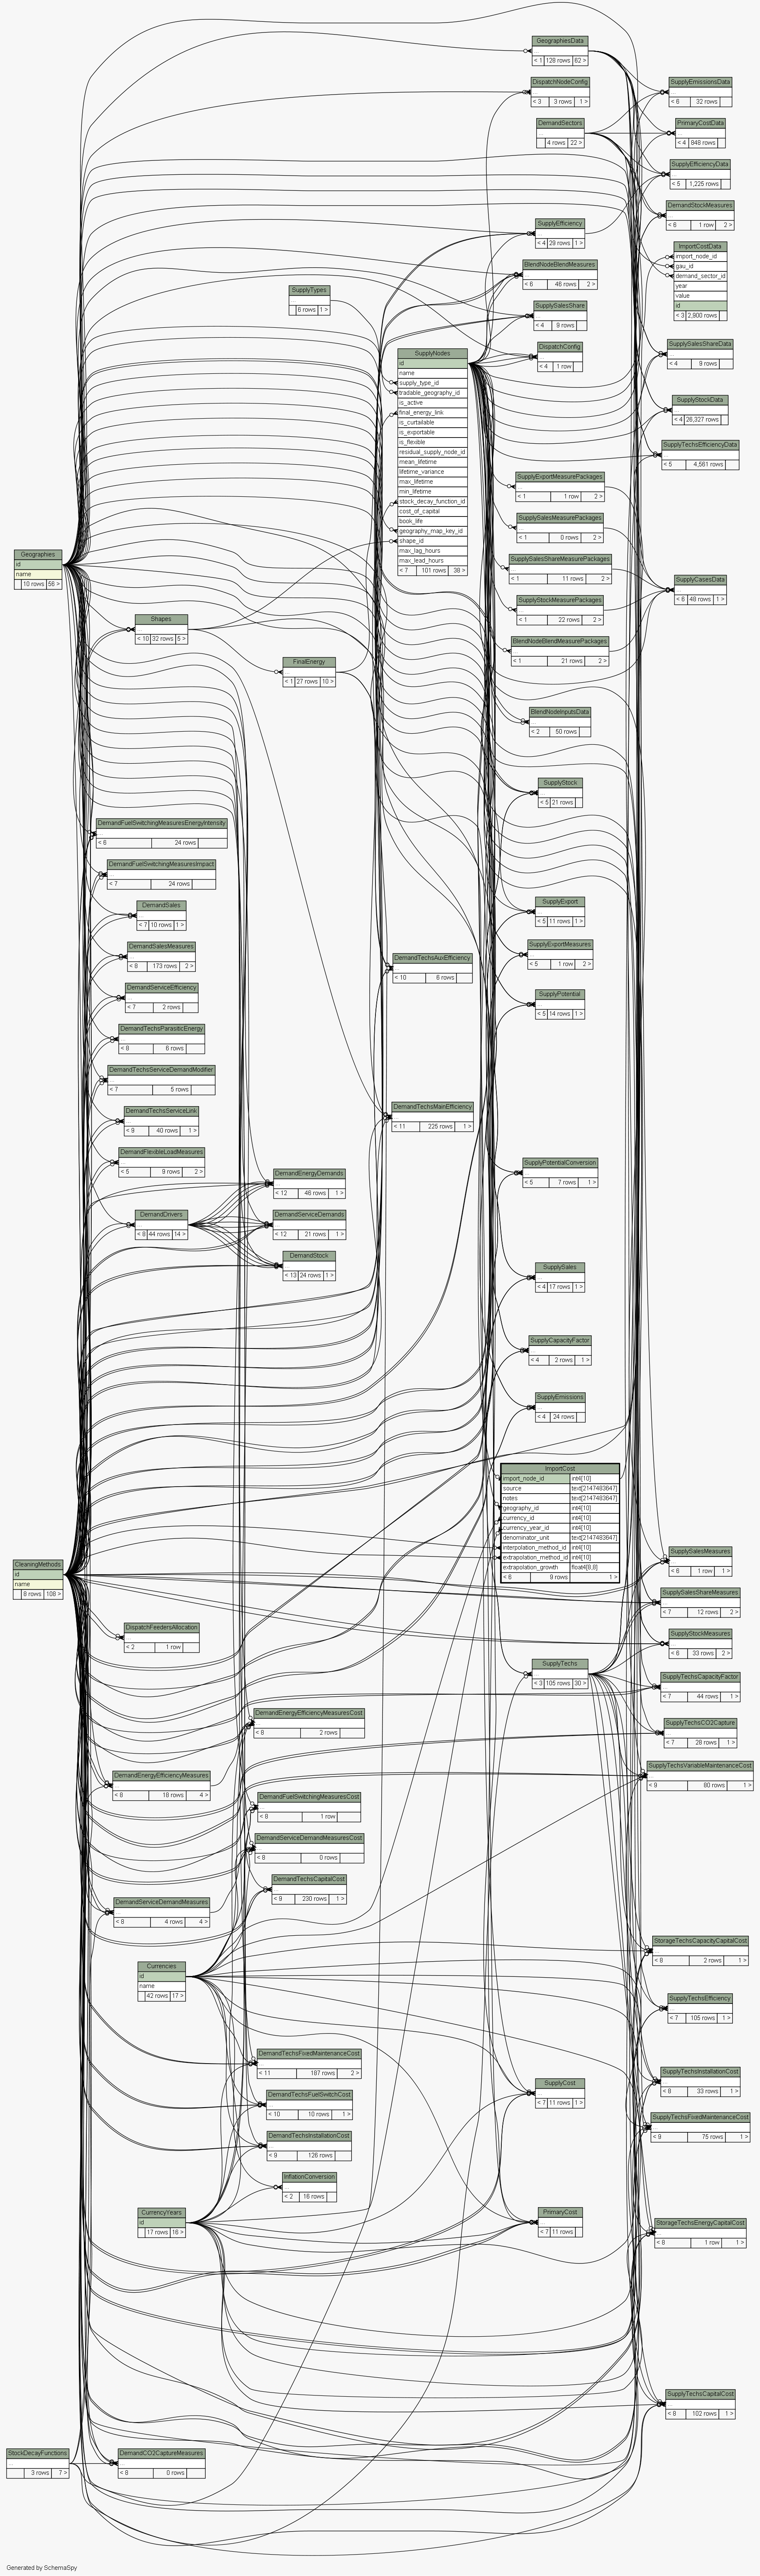 GeographiesData
...
< 1 128 rows 62 >
DispatchNodeConfig
...
< 3 3 rows 1 >
DemandSectors
...
4 rows 22 >
SupplyEmissionsData
...
< 8 32 rows
PrimaryCostData
...
< 4 848 rows
SupplyEfficiencyData
...
< 5 1,225 rows
DemandStockMeasures
...
< 6 1 row 2 >
ImportCostData
import_node_id
gau_id
demand_sector_id
year
value
id
< 3 2,900 rows
SupplyEfficiency
...
< 4 29 rows 1 >
BlendNodeBlendMeasures
...
< 6 46 rows 2 >
SupplyTypes
...
6 rows 1 >
SupplySalesShare
...
< 4 9 rows
DispatchConfig
...
< 4 1 row
SupplySalesShareData
...
< 4 9 rows
SupplyStockData
...
< 4 26,327 rows
SupplyTechsEfficiencyData
...
< 5 4,561 rows
SupplyNodes
id
name
supply_type_id
tradable_geography_id
is_active
final_energy_link
is_curtailable
is_exportable
is_flexible
residual_supply_node_id
mean_lifetime
lifetime_variance
max_lifetime
min_lifetime
stock_decay_function_id
cost_of_capital
book_life
geography_map_key_id
shape_id
max_lag_hours
max_lead_hours
< 7 101 rows 38 >
SupplyExportMeasurePackages
...
< 1 1 row 2 >
SupplySalesMeasurePackages
...
< 1 0 rows 2 >
SupplySalesShareMeasurePackages
...
< 1 11 rows 2 >
SupplyStockMeasurePackages
...
< 1 22 rows 2 >
BlendNodeBlendMeasurePackages
...
< 1 21 rows 2 >
SupplyCasesData
...
< 6 48 rows 1 >
Geographies
id
name
10 rows 56 >
Shapes
...
< 10 32 rows 5 >
FinalEnergy
...
< 1 27 rows 10 >
BlendNodeInputsData
...
< 2 50 rows
SupplyStock
...
< 5 21 rows
DemandFuelSwitchingMeasuresEnergyIntensity
...
< 6 24 rows
DemandFuelSwitchingMeasuresImpact
...
< 7 24 rows
DemandSales
...
< 7 10 rows 1 >
SupplyExport
...
< 5 11 rows 1 >
DemandSalesMeasures
...
< 8 173 rows 2 >
SupplyExportMeasures
...
< 5 1 row 2 >
DemandTechsAuxEfficiency
...
< 10 8 rows
DemandServiceEfficiency
...
< 7 2 rows
SupplyPotential
...
< 5 14 rows 1 >
DemandTechsParasiticEnergy
...
< 8 6 rows
DemandTechsServiceDemandModifier
...
< 7 5 rows
DemandTechsServiceLink
...
< 9 40 rows 1 >
DemandTechsMainEfficiency
...
< 11 225 rows 1 >
DemandFlexibleLoadMeasures
...
< 5 9 rows 2 >
SupplyPotentialConversion
...
< 5 7 rows 1 >
DemandEnergyDemands
...
< 12 46 rows 1 >
DemandDrivers
...
< 8 44 rows 14 >
DemandServiceDemands
...
< 12 21 rows 1 >
DemandStock
...
< 13 24 rows 1 >
SupplySales
...
< 4 17 rows 1 >
SupplyCapacityFactor
...
< 4 2 rows 1 >
SupplyEmissions
...
< 4 24 rows
ImportCost
import_node_id int4[10]
source text[2147483647]
notes text[2147483647]
geography_id int4[10]
currency_id int4[10]
currency_year_id int4[10]
denominator_unit text[2147483647]
interpolation_method_id int4[10]
extrapolation_method_id int4[10]
extrapolation_growth float4[8,8]
< 6 9 rows 1 >
CleaningMethods
id
name
8 rows 108 >
SupplySalesMeasures
...
< 6 1 row 1 >
SupplySalesShareMeasures
...
< 7 12 rows 2 >
DispatchFeedersAllocation
...
< 2 1 row
SupplyStockMeasures
...
< 6 33 rows 2 >
SupplyTechs
...
< 3 105 rows 30 >
SupplyTechsCapacityFactor
...
< 7 44 rows 1 >
DemandEnergyEfficiencyMeasuresCost
...
< 8 2 rows
SupplyTechsCO2Capture
...
< 7 28 rows 1 >
DemandEnergyEfficiencyMeasures
...
< 8 18 rows 4 >
SupplyTechsVariableMaintenanceCost
...
< 9 80 rows 1 >
DemandFuelSwitchingMeasuresCost
...
< 8 1 row
DemandServiceDemandMeasuresCost
...
< 8 0 rows
DemandTechsCapitalCost
...
< 9 230 rows 1 >
DemandServiceDemandMeasures
...
< 8 4 rows 4 >
StorageTechsCapacityCapitalCost
...
< 8 2 rows 1 >
Currencies
id
name
42 rows 17 >
SupplyTechsEfficiency
...
< 7 105 rows 1 >
DemandTechsFixedMaintenanceCost
...
< 11 187 rows 2 >
SupplyTechsInstallationCost
...
< 8 33 rows 1 >
DemandTechsFuelSwitchCost
...
< 10 10 rows 1 >
SupplyCost
...
< 7 11 rows 1 >
SupplyTechsFixedMaintenanceCost
...
< 9 75 rows 1 >
DemandTechsInstallationCost
...
< 9 126 rows
InflationConversion
...
< 2 16 rows
CurrencyYears
id
17 rows 16 >
PrimaryCost
...
< 7 11 rows
StorageTechsEnergyCapitalCost
...
< 8 1 row 1 >
SupplyTechsCapitalCost
...
< 8 102 rows 1 >
StockDecayFunctions
...
3 rows 7 >
DemandCO2CaptureMeasures
...
< 8 0 rows
Generated by SchemaSpy